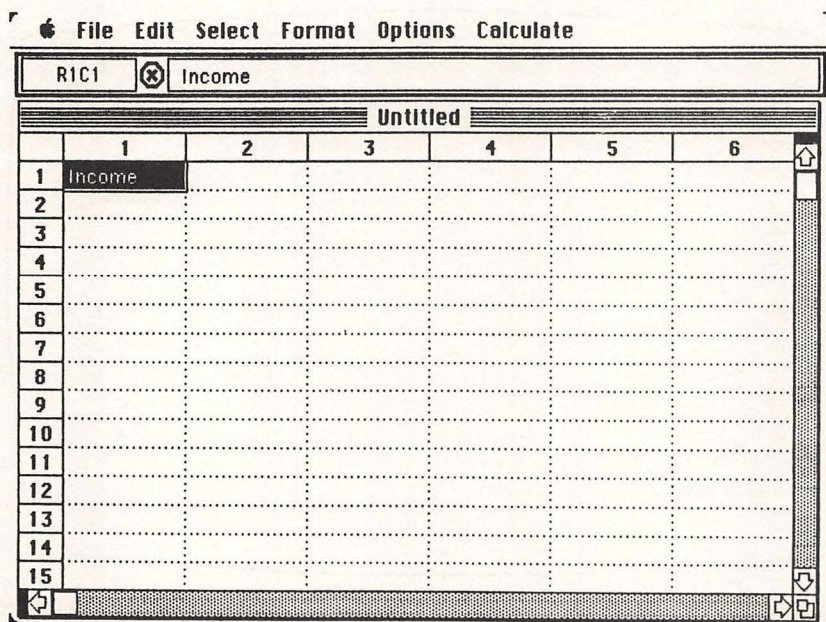 File Edit Select Format Options Calculate
R1C1 Income
Untitled
1 2 3 4 5 6
1 Income
2
3
4
5
6
7
8
9
10
11
12
13
14
15